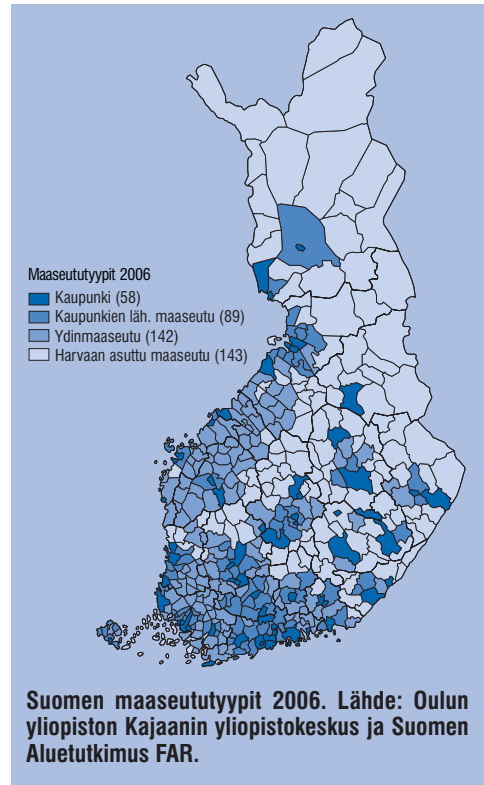 Maaseututyypit 2006
Kaupunki (58)
Kaupunkien läh. maaseutu (89)
Ydinmaaseutu (142)
Harvaan asuttu maaseutu (143)
Suomen maaseututyypit 2006. Lähde: Oulun
yliopiston Kajaanin yliopistokeskus ja Suomen
Aluetutkimus FAR.